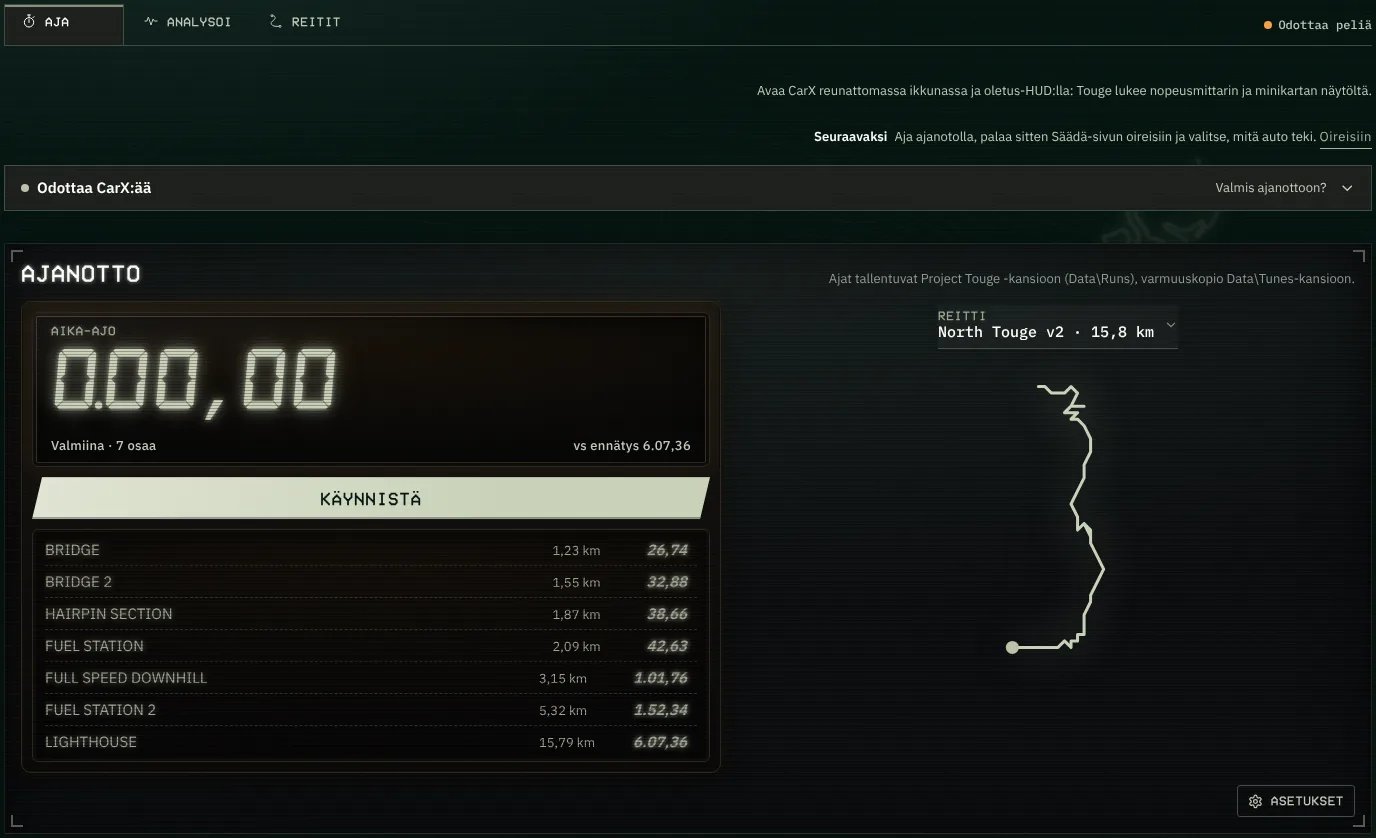 AJA
ANALYSOI
REITIT
Odottaa peliä
Avaa CarX reunattomassa ikkunassa ja oletus-HUD:lla: Touge lukee nopeusmittarin ja minikartan näytöltä.
Seuraavaksi Aja ajanotolla, palaa sitten Säädä-sivun oireisiin ja valitse, mitä auto teki. Oireisiin
Odottaa CarX:ää
Valmis ajanottoon?
AJANOTTO
Ajat tallentuvat Project Touge -kansioon (Data\Runs), varmuuskopio Data\Tunes-kansioon.
AIKA-AJO
0.00,00
Valmiina · 7 osaa
vs ennätys 6.07,36
KÄYNNISTÄ
BRIDGE 1,23 km 26,74
BRIDGE 2 1,55 km 32,88
HAIRPIN SECTION 1,87 km 38,66
FUEL STATION 2,09 km 42,63
FULL SPEED DOWNHILL 3,15 km 1.01,76
FUEL STATION 2 5,32 km 1.52,34
LIGHTHOUSE 15,79 km 6.07,36
REITTI
North Touge v2 · 15,8 km
ASETUKSET